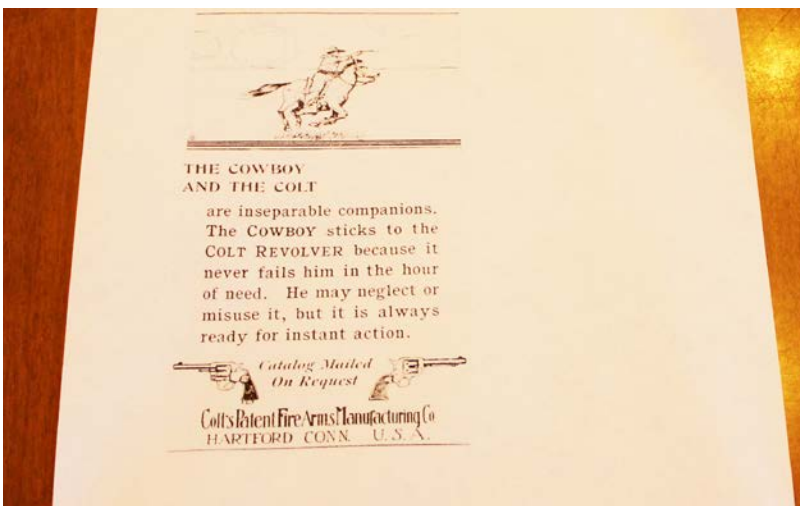 THE COWBOY
AND THE COLT
are inseparable companions.
The COWBOY sticks to the
COLT REVOLVER because it
never fails him in the hour
of need. He may neglect or
misuse it, but it is always
ready for instant action.
Catalog Mailed
On Request
Colt's Patent Fire Arms Manufacturing Co
HARTFORD CONN. U.S.A.